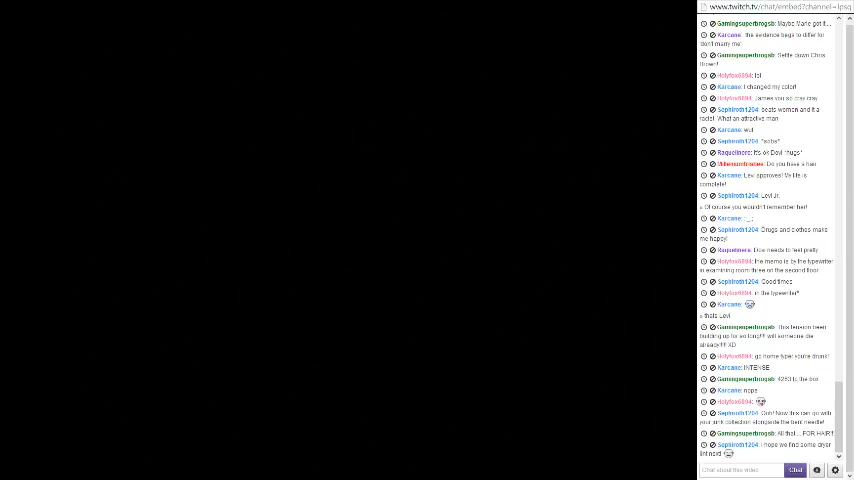 www.twitch.tv/chat/embed?channel=lpsq
Gamingsuperbrogsb: Maybe Marie got it....
Karcane: the evidence begs to differ for
'don't marry me'
Gamingsuperbrogsb: Settle down Chris
Brown!
Holyfox6894: lol
Karcane: I changed my color!
Holyfox6894: James you so cray cray
Sephiroth1204: beats women and it a
racist. What an attractive man
Karcane: wut
Sephiroth1204: *sobs*
Raquelinere: It's ok Dovi *hugs*
Do you have a hair
Karcane: Levi approves! My life is
complete!
Sephiroth1204: Levi Jr.
» Of course you wouldn't remember her!
Karcane: ;_;
Sephiroth1204: Drugs and clothes make
me happy!
Raquelinere: Dovi needs to feel pretty
Holyfox6894: the memo is by the typewriter
in examining room three on the second floor
Sephiroth1204: Good times
Holyfox6894: in the typewriter*
Karcane:
» thats Levi
Gamingsuperbrogsb: This tension been
building up for so long!!!! will someone die
already!!!!! XD
Holyfox6894: go home typer you're drunk!
Karcane: INTENSE
Gamingsuperbrogsb: 4263 to the box
Karcane: nope
Holyfox6894:
Sephiroth1204: Ooh! Now this can go with
your junk collection alongside the bent needle!
Gamingsuperbrogsb: All that.... FOR HAIR!!
Sephiroth1204: I hope we find some dryer
lint next!
Chat about this video
Chat